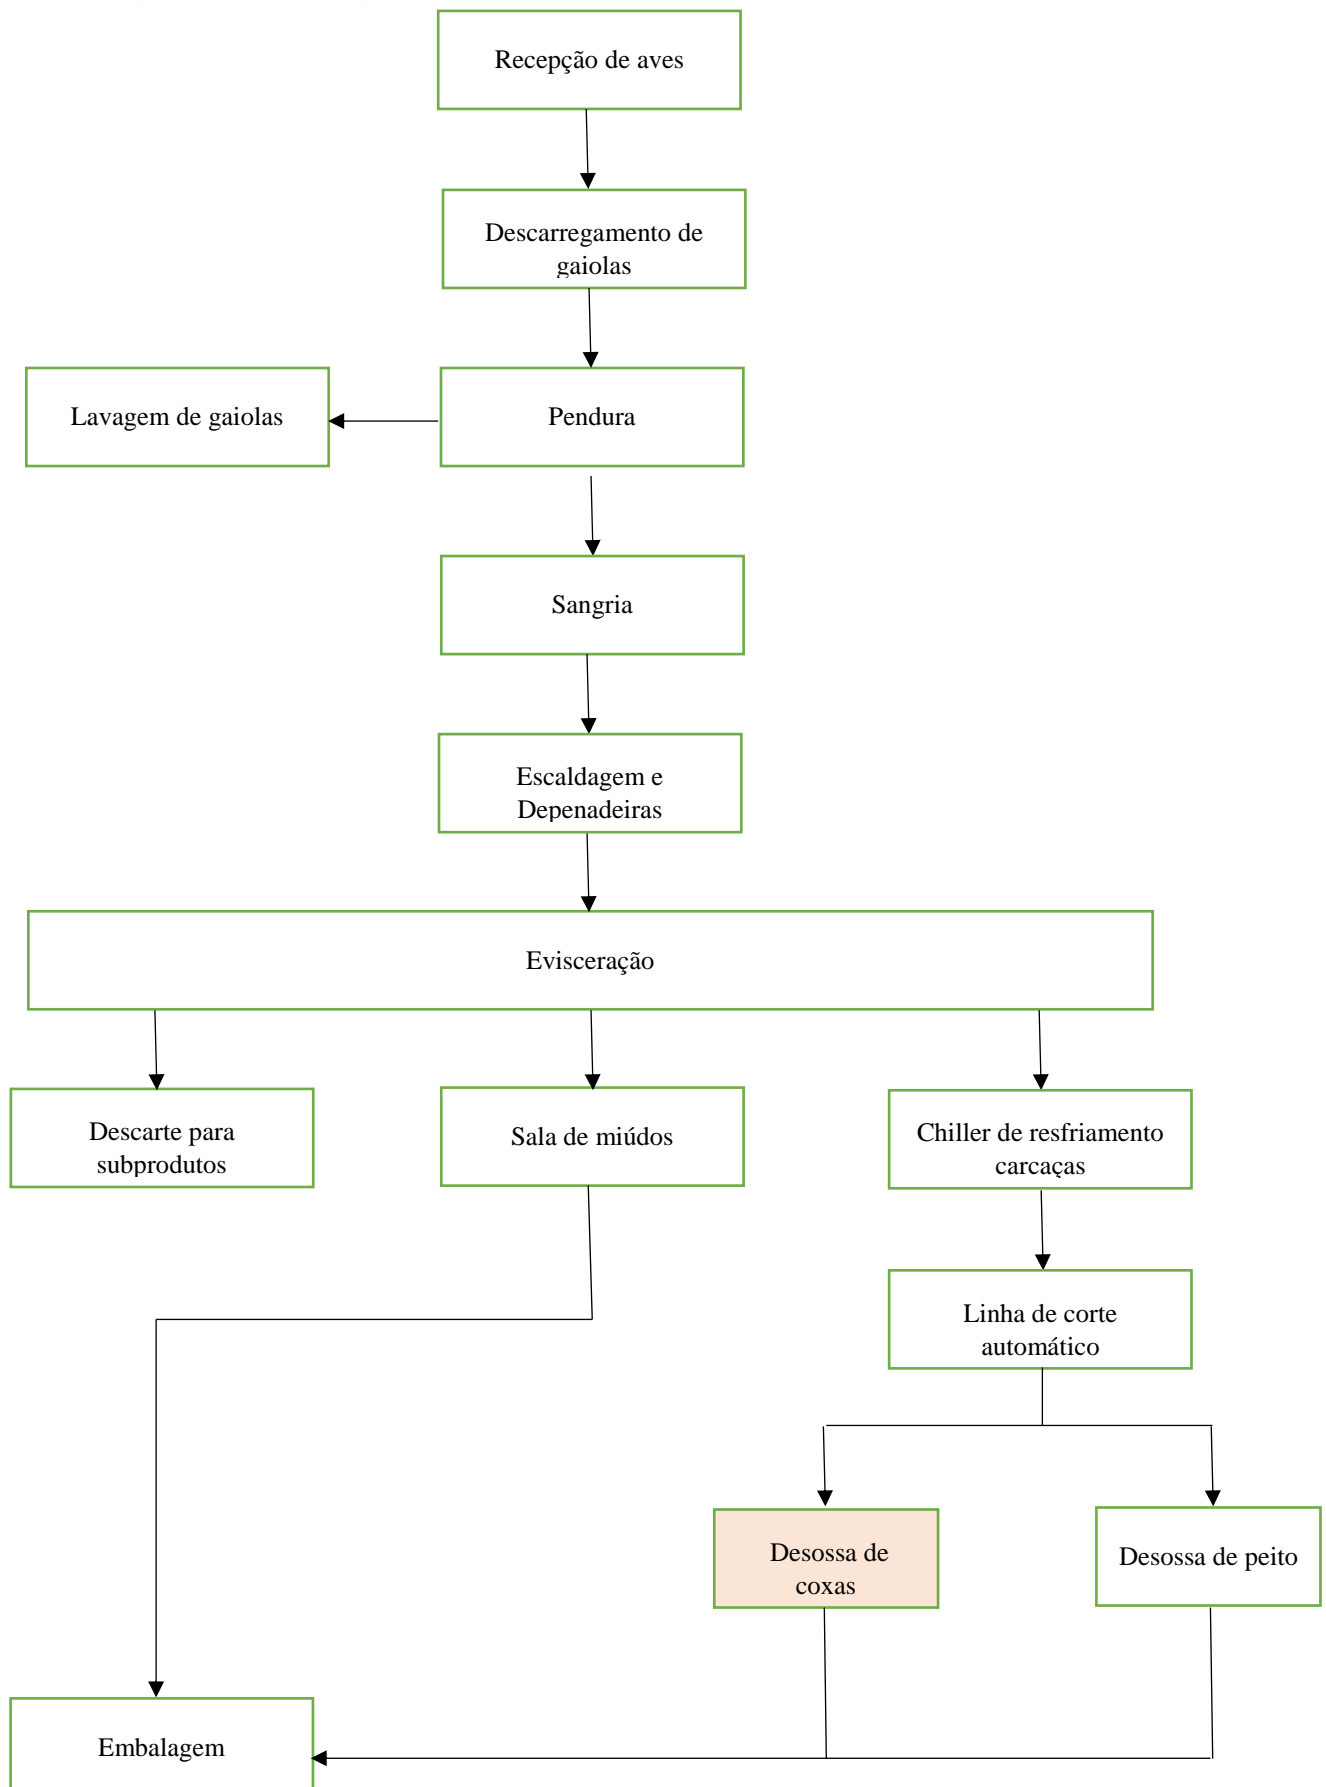 Recepção de aves
Descarregamento de
gaiolas
Lavagem de gaiolas
Pendura
Sangria
Escaldagem e
Depenadeiras
Evisceração
Descarte para
subprodutos
Sala de miúdos
Chiller de resfriamento
carcaças
Linha de corte
automático
Desossa de
coxas
Desossa de peito
Embalagem